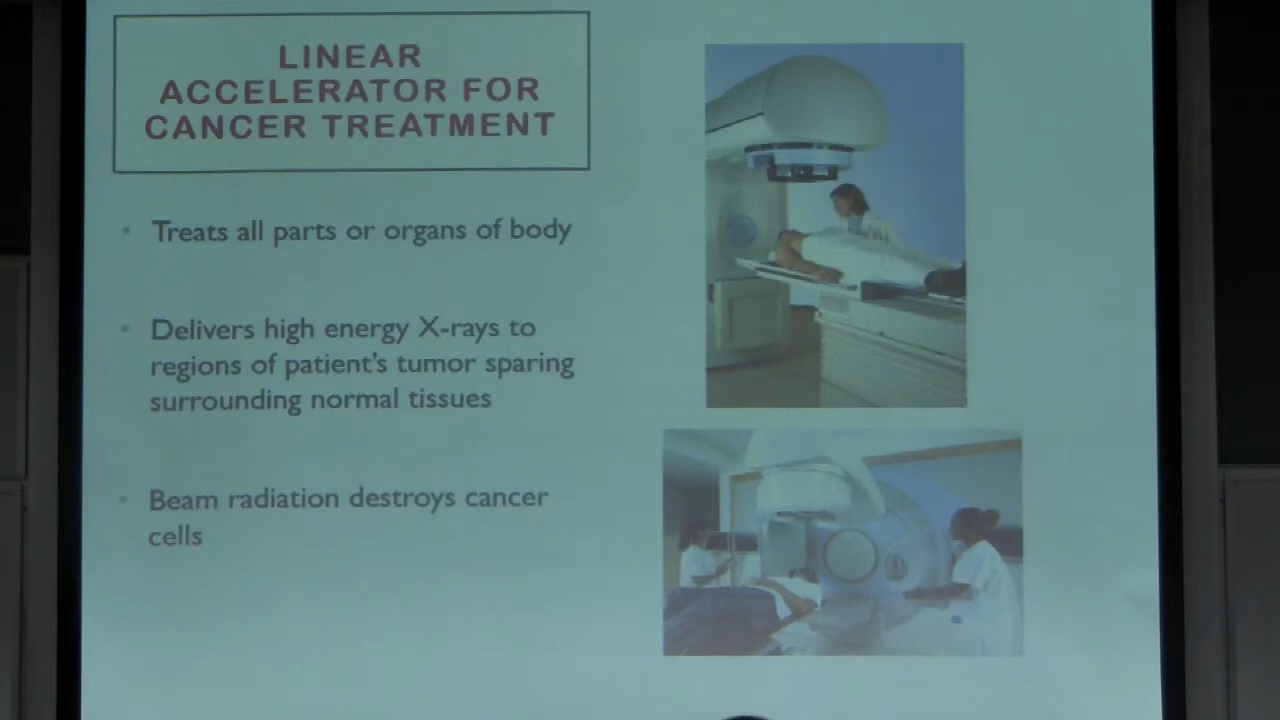 LINEAR
ACCELERATOR FOR
CANCER TREATMENT
• Treats all parts or organs of body
• Delivers high energy X-rays to
regions of patient's tumor sparing
surrounding normal tissues
• Beam radiation destroys cancer
cells